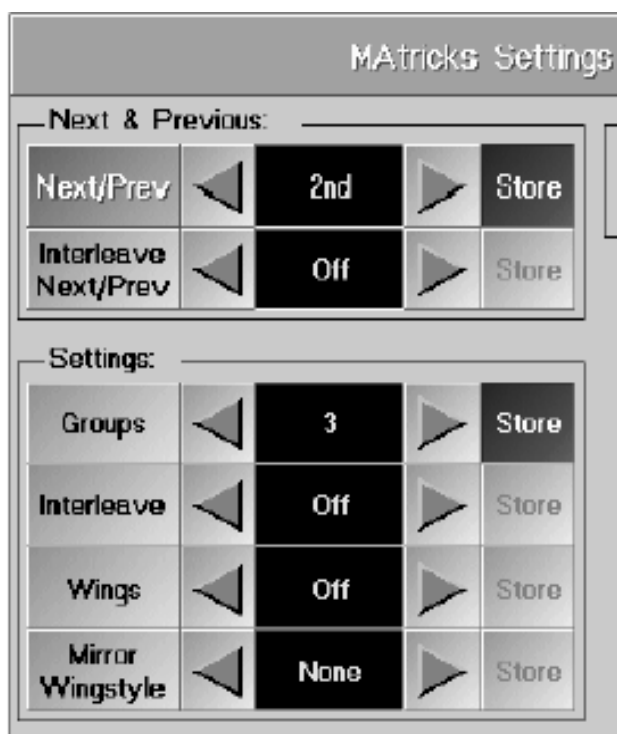 MAtricks Settings
Next & Previous:
Next/Prev 2nd Store
Interleave
Next/Prev Off Store
Settings:
Groups 3 Store
Interleave Off Store
Wings Off Store
Mirror
Wingstyle None Store